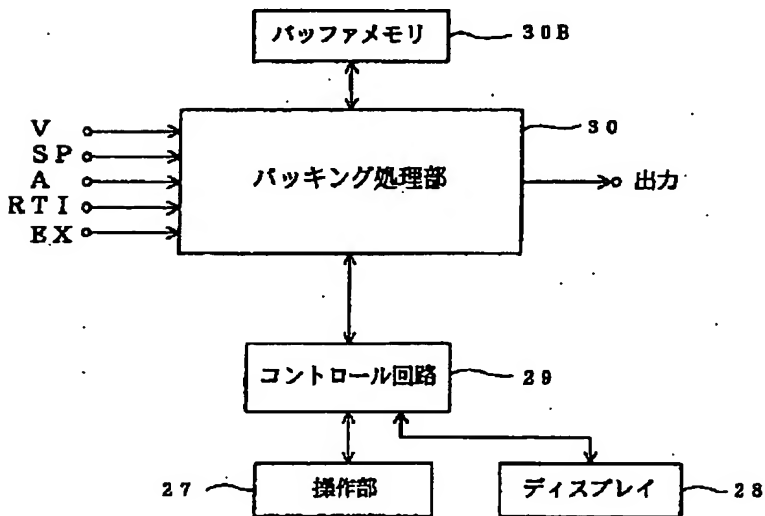 バッファメモリ
30B
V
SP
A
RTI
EX
30
パッキング処理部
出力
コントロール回路
29
27
操作部
ディスプレイ
28